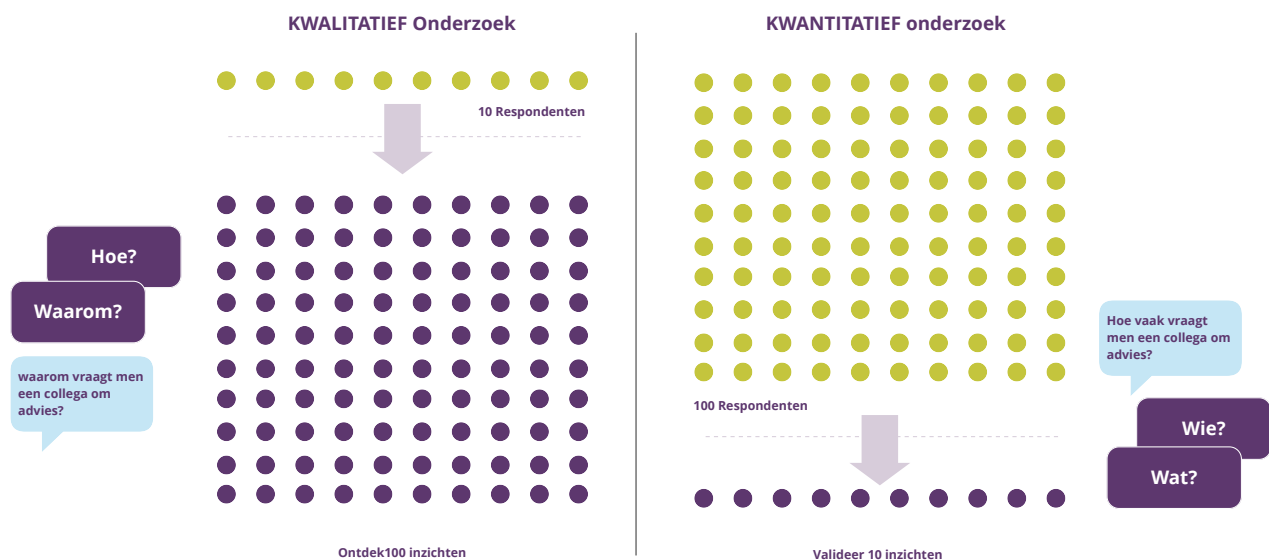 KWALITATIEF Onderzoek
10 Respondenten
Hoe?
Waarom?
waarom vraagt men
een collega om
advies?
Ontdek100 inzichten
KWANTITATIEF onderzoek
Hoe vaak vraagt
men een collega om
advies?
100 Respondenten
Wie?
Wat?
Valideer 10 inzichten